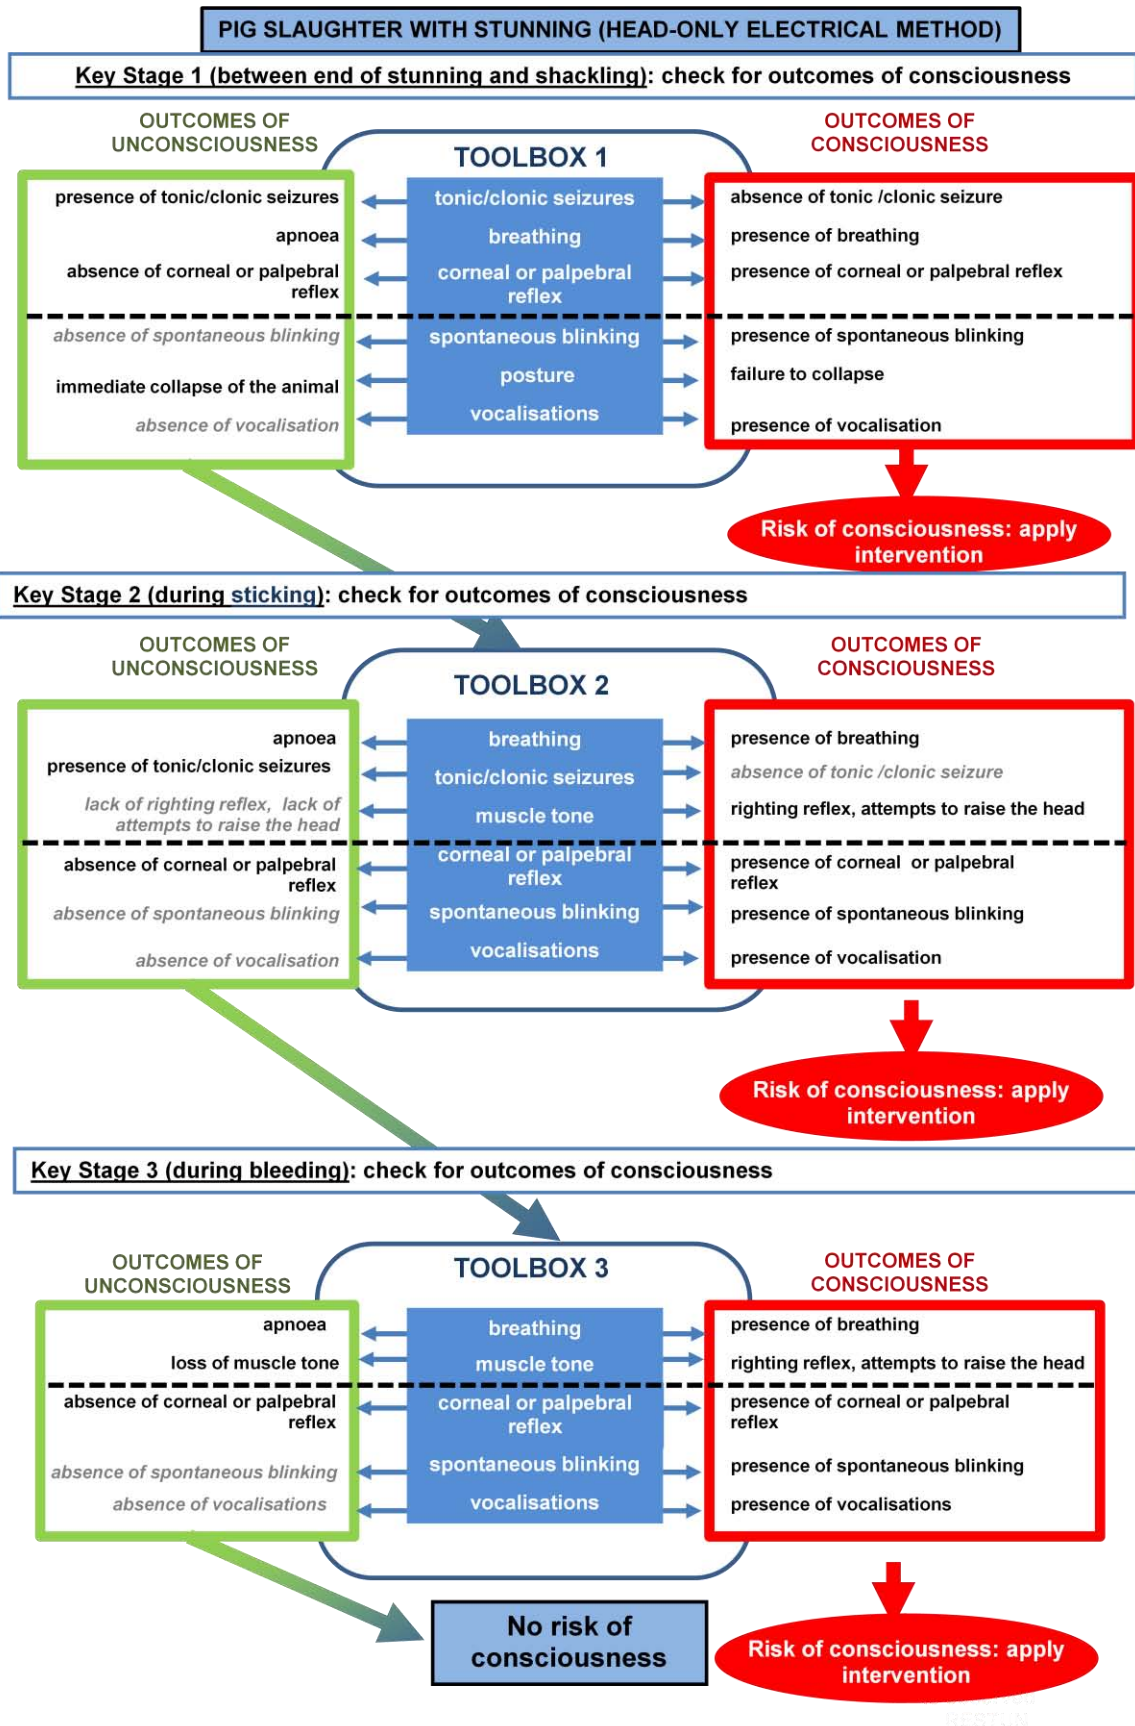 PIG SLAUGHTER WITH STUNNING (HEAD-ONLY ELECTRICAL METHOD)
Key Stage 1 (between end of stunning and shackling): check for outcomes of consciousness
OUTCOMES OF
UNCONSCIOUSNESS
TOOLBOX 1
OUTCOMES OF
CONSCIOUSNESS
presence of tonic/clonic seizures
tonic/clonic seizures
absence of tonic /clonic seizure
apnoea
breathing
presence of breathing
absence of corneal or palpebral
reflex
corneal or palpebral
reflex
presence of corneal or palpebral reflex
absence of spontaneous blinking
spontaneous blinking
presence of spontaneous blinking
immediate collapse of the animal
posture
failure to collapse
absence of vocalisation
vocalisations
presence of vocalisation
Risk of consciousness: apply
intervention
Key Stage 2 (during sticking): check for outcomes of consciousness
OUTCOMES OF
UNCONSCIOUSNESS
TOOLBOX 2
OUTCOMES OF
CONSCIOUSNESS
apnoea
breathing
presence of breathing
presence of tonic/clonic seizures
tonic/clonic seizures
absence of tonic /clonic seizure
lack of righting reflex, lack of
attempts to raise the head
muscle tone
righting reflex, attempts to raise the head
absence of corneal or palpebral
reflex
corneal or palpebral
reflex
presence of corneal or palpebral
reflex
absence of spontaneous blinking
spontaneous blinking
presence of spontaneous blinking
absence of vocalisation
vocalisations
presence of vocalisation
Risk of consciousness: apply
intervention
Key Stage 3 (during bleeding): check for outcomes of consciousness
OUTCOMES OF
UNCONSCIOUSNESS
TOOLBOX 3
OUTCOMES OF
CONSCIOUSNESS
apnoea
breathing
presence of breathing
loss of muscle tone
muscle tone
righting reflex, attempts to raise the head
absence of corneal or palpebral
reflex
corneal or palpebral
reflex
presence of corneal or palpebral
reflex
absence of spontaneous blinking
spontaneous blinking
presence of spontaneous blinking
absence of vocalisations
vocalisations
presence of vocalisations
No risk of
consciousness
Risk of consciousness: apply
intervention